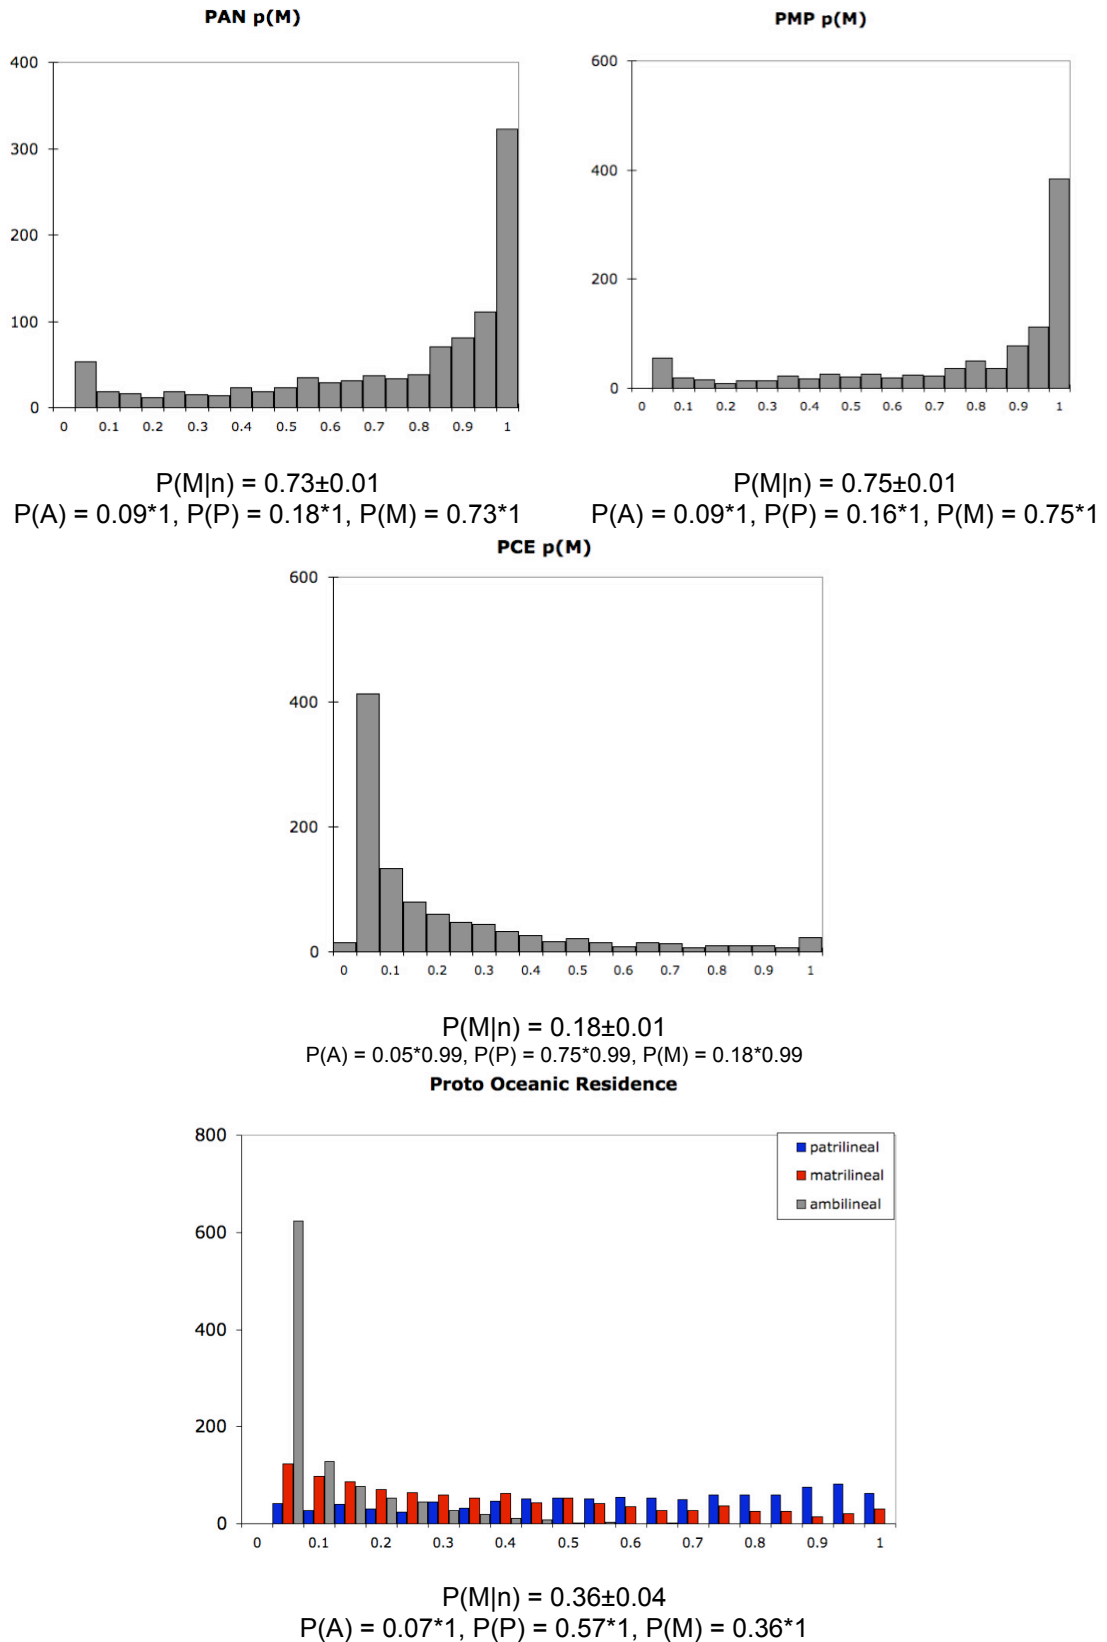 PAN p(M)
400
300
200
100
0
0 0.1 0.2 0.3 0.4 0.5 0.6 0.7 0.8 0.9 1
P(M|n) = 0.73±0.01
P(A) = 0.09*1, P(P) = 0.18*1, P(M) = 0.73*1
PMP p(M)
600
400
200
0
0 0.1 0.2 0.3 0.4 0.5 0.6 0.7 0.8 0.9 1
P(M|n) = 0.75±0.01
P(A) = 0.09*1, P(P) = 0.16*1, P(M) = 0.75*1
PCE p(M)
600
400
200
0
0 0.1 0.2 0.3 0.4 0.5 0.6 0.7 0.8 0.9 1
P(M|n) = 0.18±0.01
P(A) = 0.05*0.99, P(P) = 0.75*0.99, P(M) = 0.18*0.99
Proto Oceanic Residence
800
600
400
200
0
patrilineal
matrilineal
ambilineal
0 0.1 0.2 0.3 0.4 0.5 0.6 0.7 0.8 0.9 1
P(M|n) = 0.36±0.04
P(A) = 0.07*1, P(P) = 0.57*1, P(M) = 0.36*1